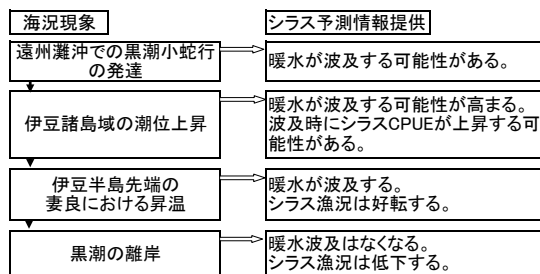 海況現象
シラス予測情報提供
遠州灘沖での黒潮小蛇行
の発達
暖水が波及する可能性がある。
伊豆諸島域の潮位上昇
暖水が波及する可能性が高まる。
波及時にシラスCPUEが上昇する可
能性がある。
伊豆半島先端の
妻良における昇温
暖水が波及する。
シラス漁況は好転する。
黒潮の離岸
暖水波及はなくなる。
シラス漁況は低下する。